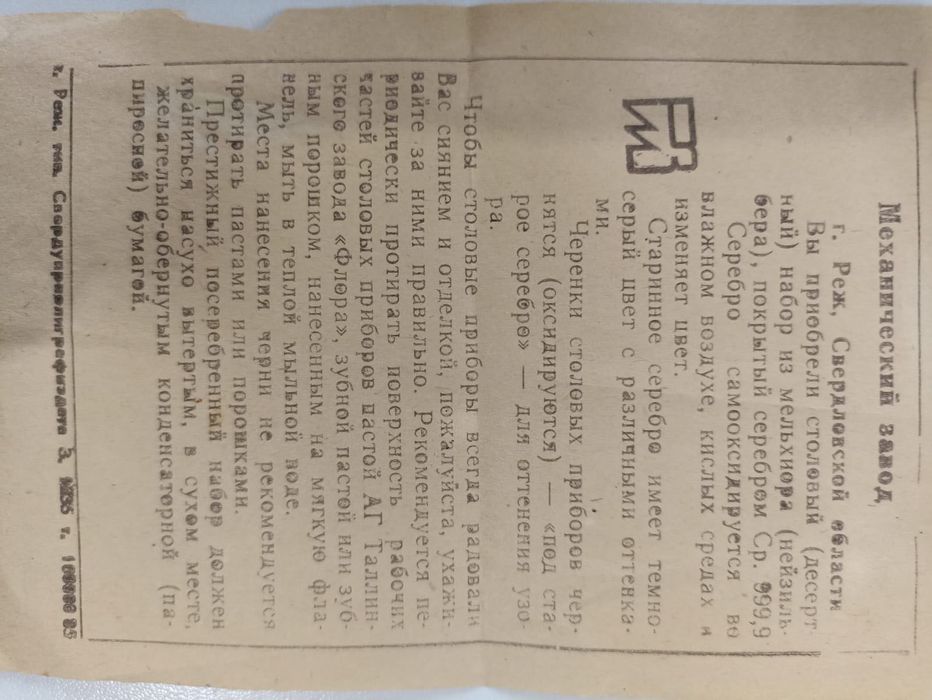 Механический завод
г. Реж, Свердловской области
Вы приобрели столовый (десерт-
ный) набор из мельхиора (нейзиль-
бера), покрытый серебром Ср. 999,9
Серебро самооксидируется во
влажном воздухе, кислых средах и
изменяет цвет.
Старинное серебро имеет темно-
серый цвет с различными оттенка-
ми.
Черенки столовых приборов чер-
нятся (оксидируются) — «под ста-
рое серебро» — для оттенения узо-
ра.
Чтобы столовые приборы всегда радовали
Вас сиянием и отделкой, пожалуйста, ухажи-
вайте за ними правильно. Рекомендуется пе-
риодически протирать поверхность рабочих
частей столовых приборов пастой АГ Таллин-
ского завода «Флора», зубной пастой или зуб-
ным порошком, нанесенным на мягкую фла-
нель, мыть в теплой мыльной воде.
Места нанесения черни не рекомендуется
протирать пастами или порошками.
Престижный посеребренный набор должен
храниться насухо вытертым, в сухом месте,
желательно-обернутым конденсаторной (па-
пиросной) бумагой.
г. Реж. тип. Свердуприолиграфиздата З. т.